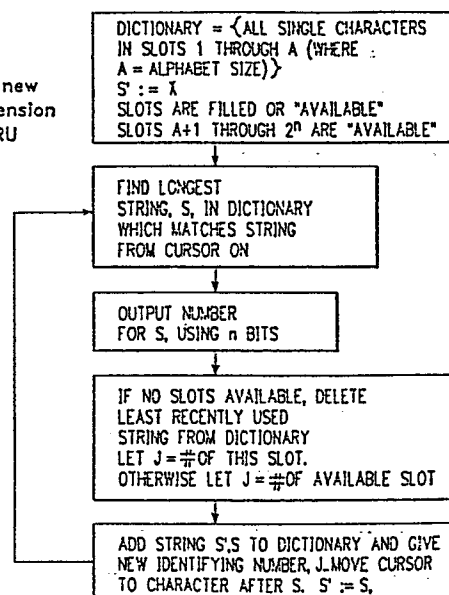 new
ension
RU
DICTIONARY = {ALL SINGLE CHARACTERS
IN SLOTS 1 THROUGH A (WHERE
A = ALPHABET SIZE)}
S' := λ
SLOTS ARE FILLED OR "AVAILABLE"
SLOTS A+1 THROUGH 2ⁿ ARE "AVAILABLE"
FIND LONGEST
STRING, S, IN DICTIONARY
WHICH MATCHES STRING
FROM CURSOR ON
OUTPUT NUMBER
FOR S, USING n BITS
IF NO SLOTS AVAILABLE, DELETE
LEAST RECENTLY USED
STRING FROM DICTIONARY
LET J = # OF THIS SLOT.
OTHERWISE LET J = # OF AVAILABLE SLOT
ADD STRING S',S TO DICTIONARY AND GIVE
NEW IDENTIFYING NUMBER, J. MOVE CURSOR
TO CHARACTER AFTER S. S' := S,